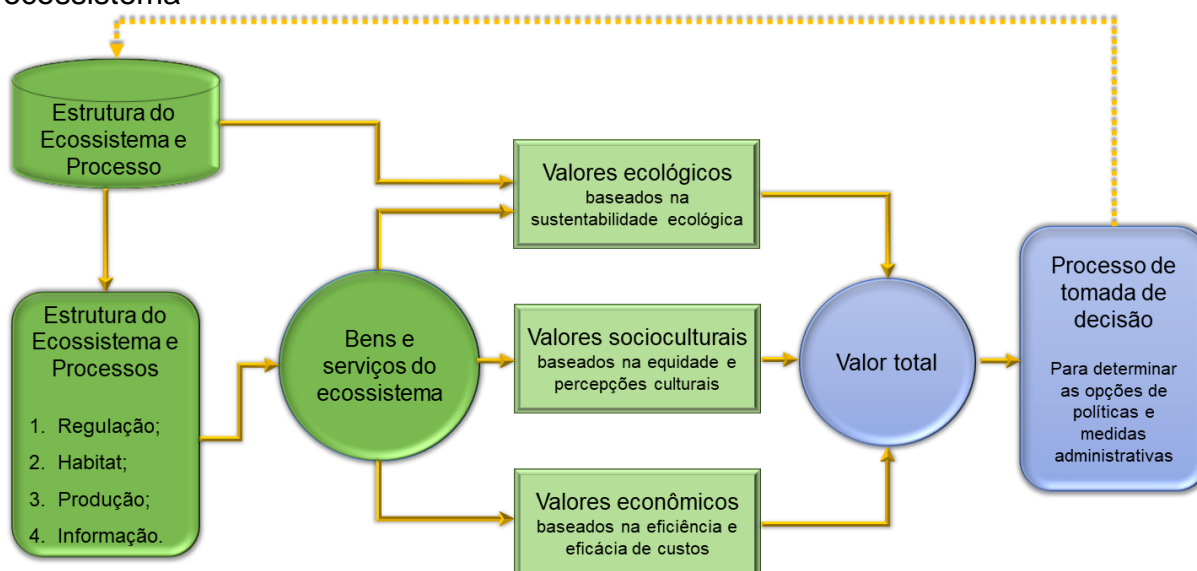 ecossistema
Estrutura do
Ecossistema e
Processo
Estrutura do
Ecossistema e
Processos
1. Regulação;
2. Habitat;
3. Produção;
4. Informação.
Bens e
serviços do
ecossistema
Valores ecológicos
baseados na
sustentabilidade ecológica
Valores socioculturais
baseados na equidade e
percepções culturais
Valores econômicos
baseados na eficiência e
eficácia de custos
Valor total
Processo de
tomada de
decisão
Para determinar
as opções de
políticas e
medidas
administrativas